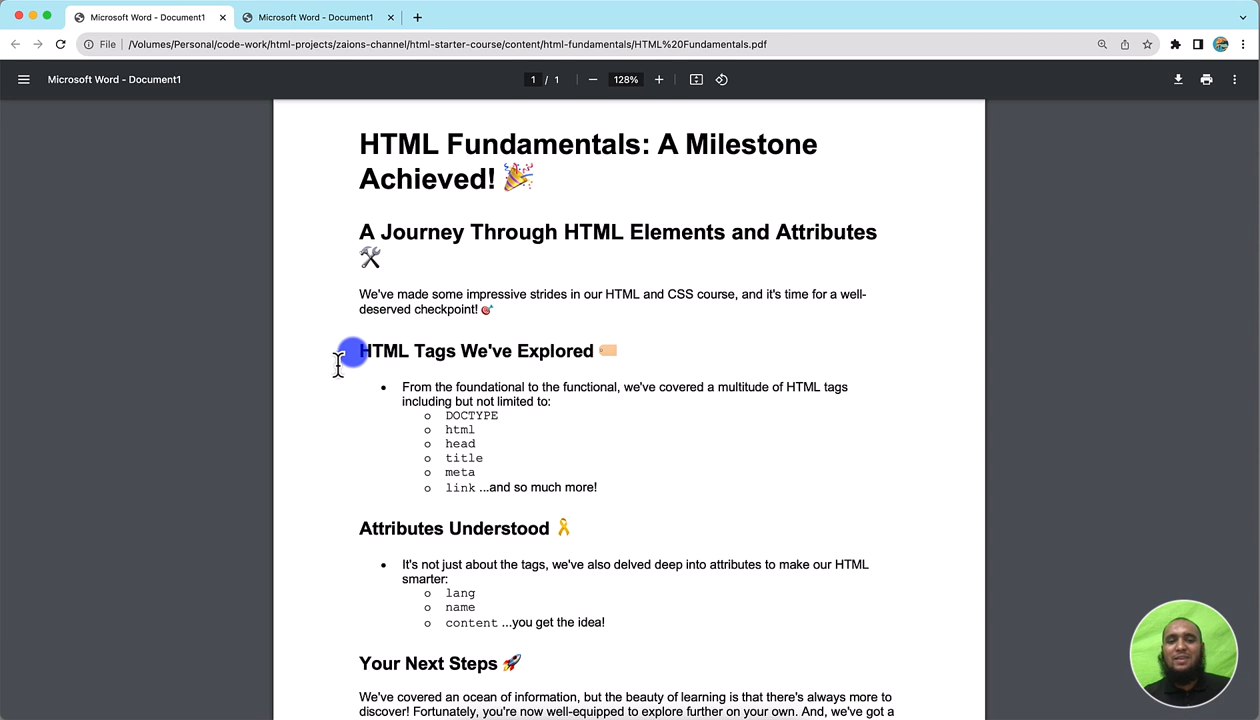 Microsoft Word - Document1
Microsoft Word - Document1
File
/Volumes/Personal/code-work/html-projects/zaions-channel/html-starter-course/content/html-fundamentals/HTML%20Fundamentals.pdf
Microsoft Word - Document1
1 / 1
128%
HTML Fundamentals: A Milestone
Achieved! 🎉
A Journey Through HTML Elements and Attributes
🛠️
We've made some impressive strides in our HTML and CSS course, and it's time for a well-
deserved checkpoint! 🎯
HTML Tags We've Explored 🏷️
• From the foundational to the functional, we've covered a multitude of HTML tags
including but not limited to:
o DOCTYPE
o html
o head
o title
o meta
o link ...and so much more!
Attributes Understood 🎗️
• It's not just about the tags, we've also delved deep into attributes to make our HTML
smarter:
o lang
o name
o content ...you get the idea!
Your Next Steps 🚀
We've covered an ocean of information, but the beauty of learning is that there's always more to
discover! Fortunately, you're now well-equipped to explore further on your own. And, we've got a